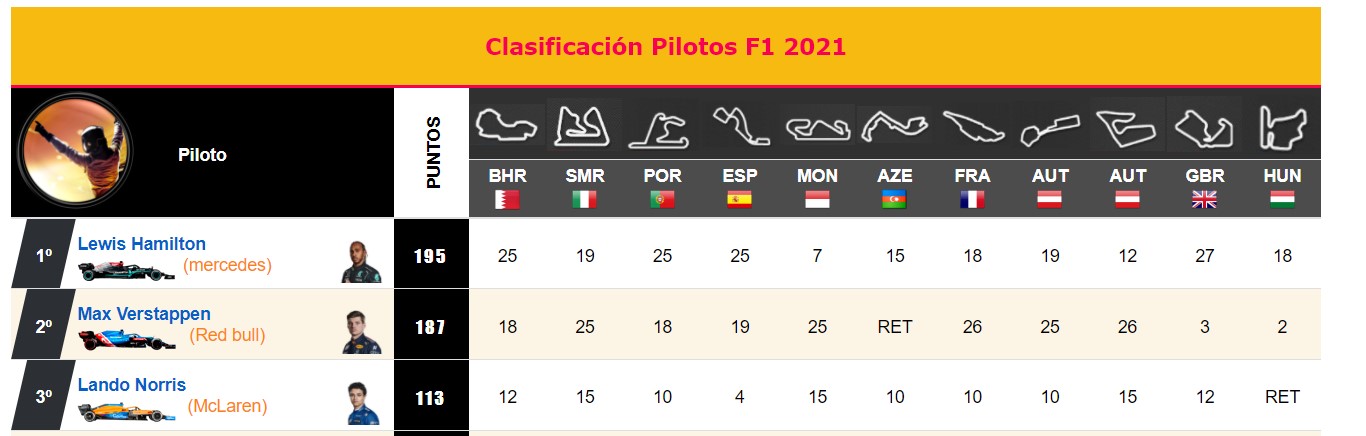 Clasificación Pilotos F1 2021
Piloto PUNTOS BHR SMR POR ESP MON AZE FRA AUT AUT GBR HUN
1º Lewis Hamilton (mercedes) 195 25 19 25 25 7 15 18 19 12 27 18
2º Max Verstappen (Red bull) 187 18 25 18 19 25 RET 26 25 26 3 2
3º Lando Norris (McLaren) 113 12 15 10 4 15 10 10 10 15 12 RET